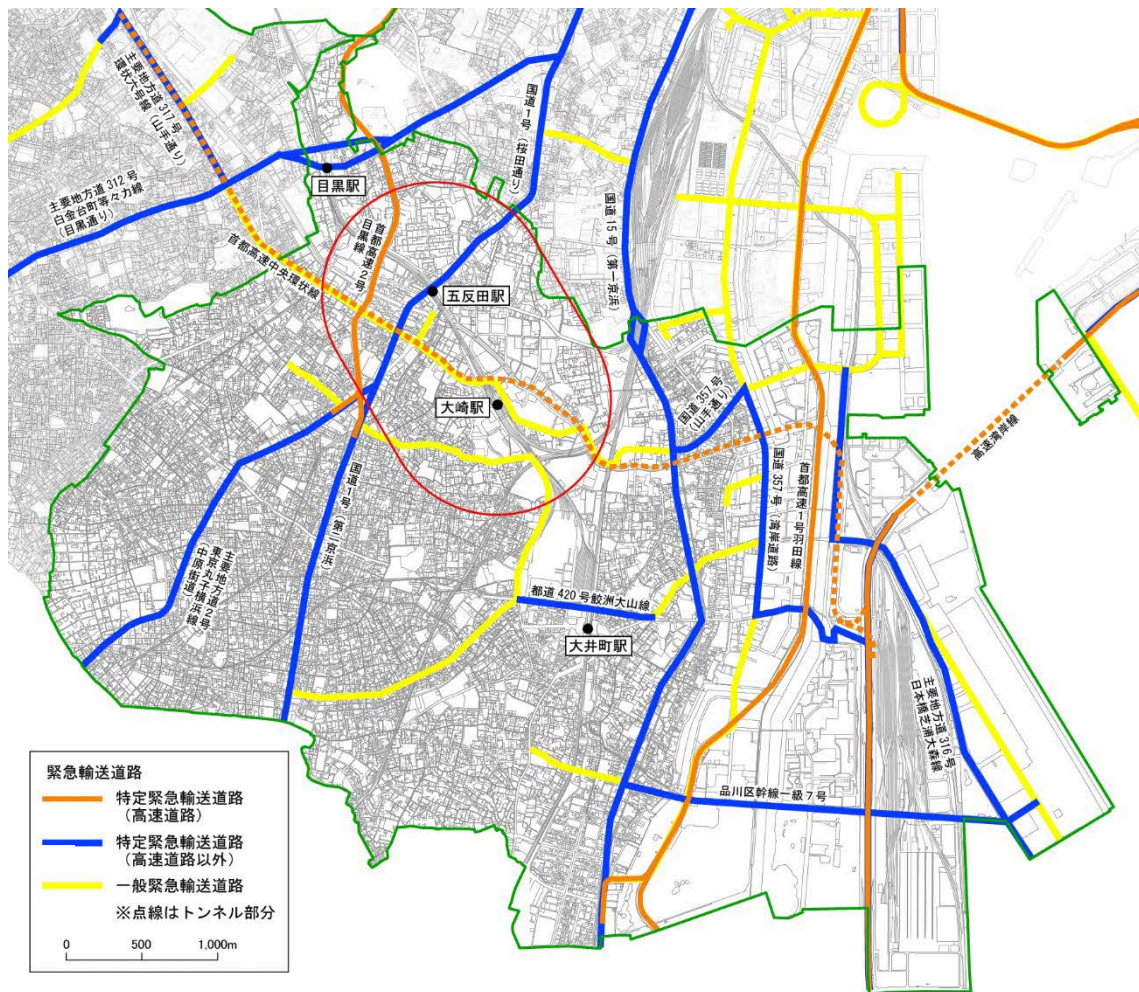 主要地方道317号
環状六号線（山手通り）
国道1号（桜田通り）
目黒駅
主要地方道312号
白金台町等々力線
（目黒通り）
首都高速2号
目黒線
国道15号（第一京浜）
首都高速中央環状線
五反田駅
大崎駅
国道357号
（山手通り）
高速湾岸線
国道357号（湾岸道路）
首都高速1号羽田線
国道1号（第二京浜）
主要地方道2号
東京丸子横浜線
（中原街道）
都道420号鮫洲大山線
大井町駅
主要地方道316号
日本橋芝浦大森線
品川区幹線一級7号
緊急輸送道路
特定緊急輸送道路
（高速道路）
特定緊急輸送道路
（高速道路以外）
一般緊急輸送道路
※点線はトンネル部分
0 500 1,000m